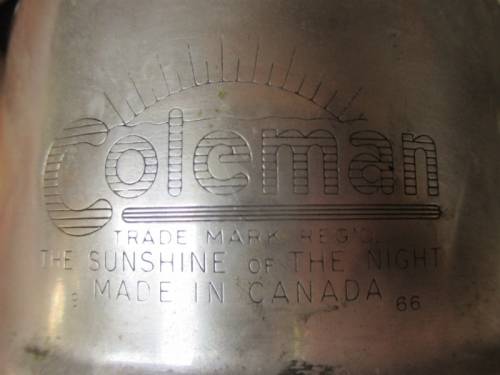 Coleman
TRADE MARK REG'D.
THE SUNSHINE OF THE NIGHT
MADE IN CANADA 66